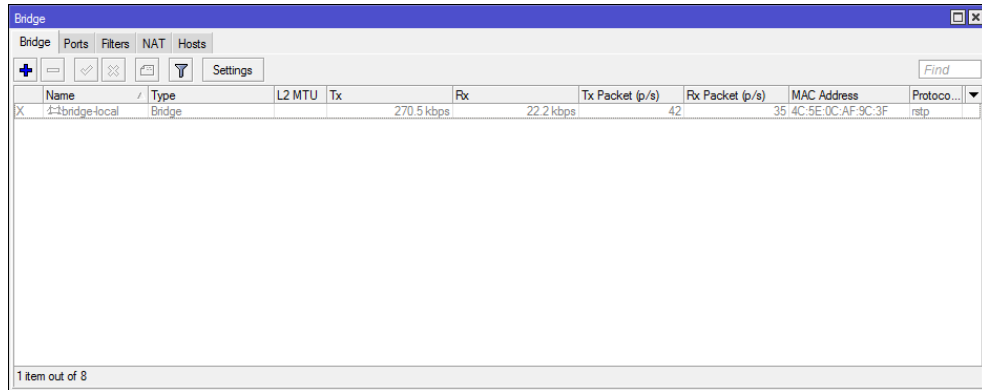 Bridge
Bridge Ports Filters NAT Hosts
Settings Find
Name Type L2 MTU Tx Rx Tx Packet (p/s) Rx Packet (p/s) MAC Address Protoco...
X bridge-local Bridge 270.5 kbps 22.2 kbps 42 35 4C:5E:0C:AF:9C:3F rstp
1 item out of 8